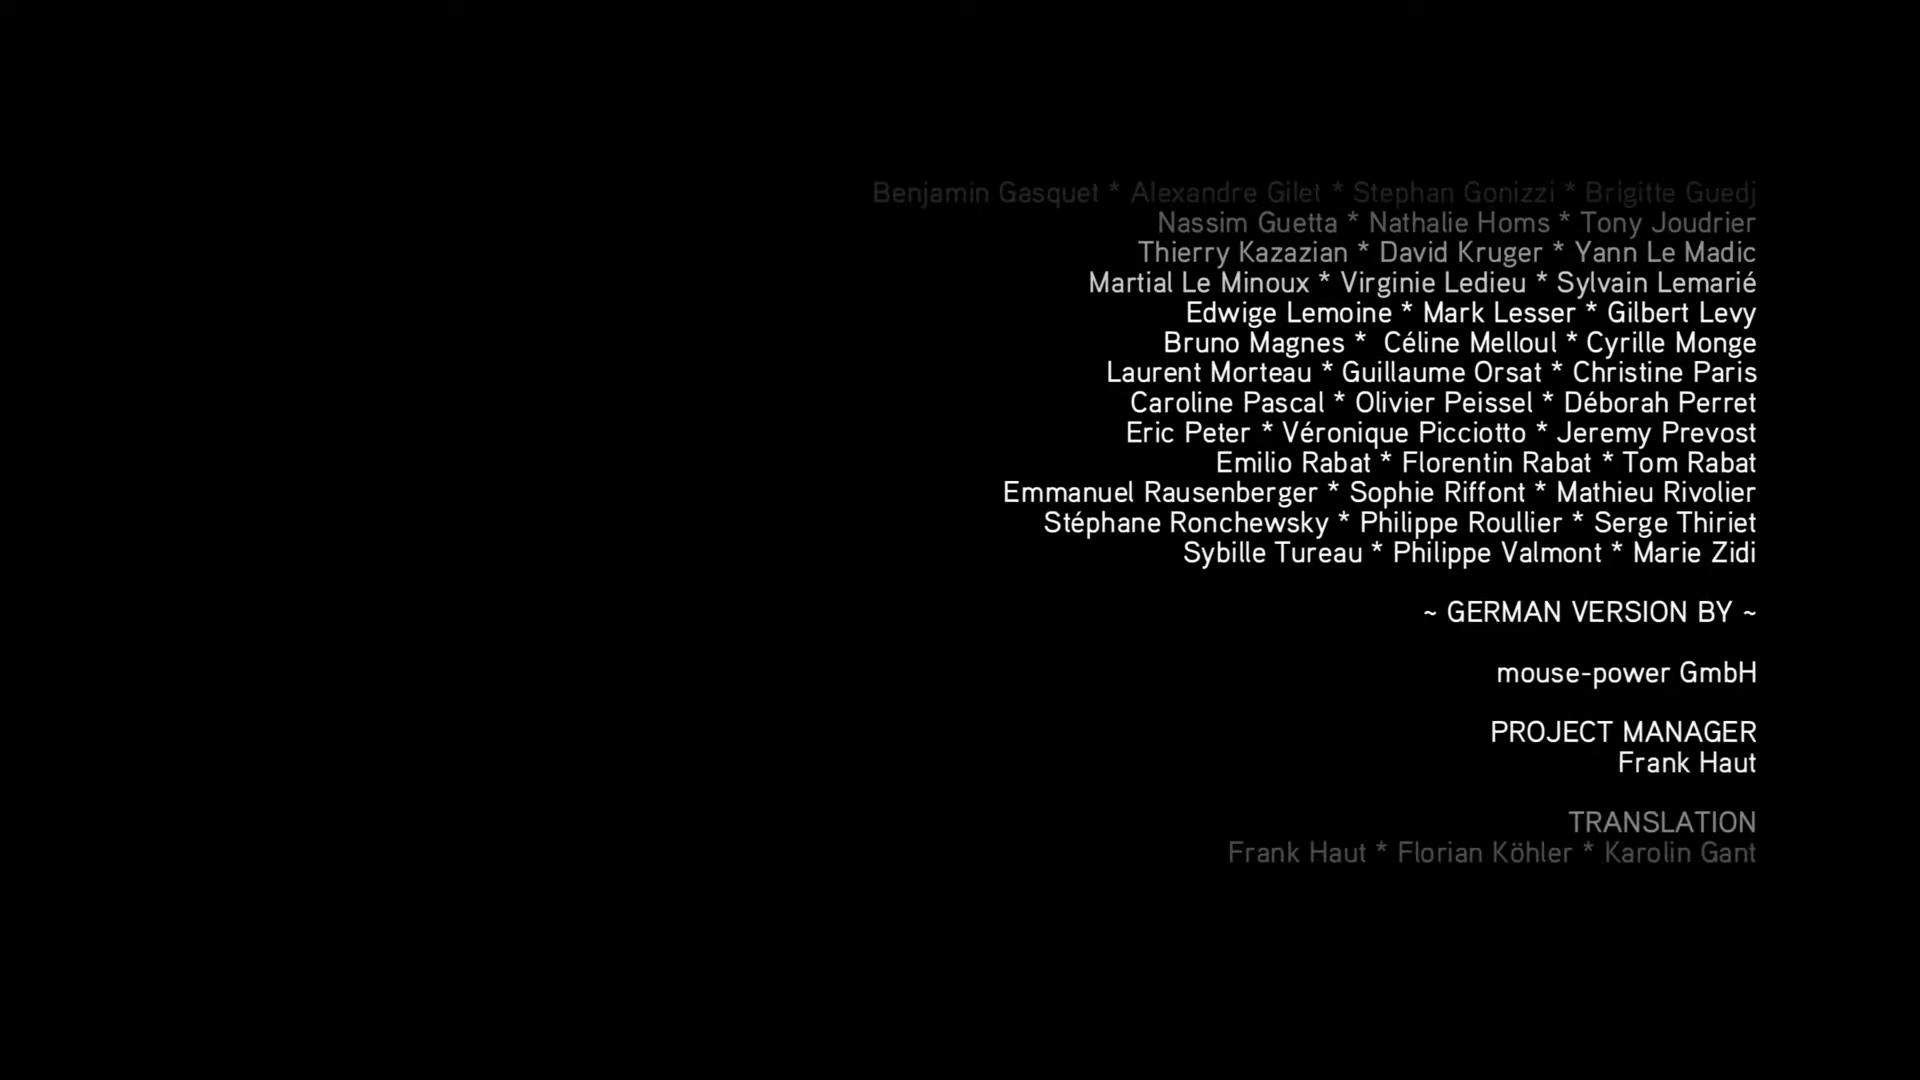 Benjamin Gasquet * Alexandre Gilet * Stephan Gonizzi * Brigitte Guedj
Nassim Guetta * Nathalie Homs * Tony Joudrier
Thierry Kazazian * David Kruger * Yann Le Madic
Martial Le Minoux * Virginie Ledieu * Sylvain Lemarié
Edwige Lemoine * Mark Lesser * Gilbert Levy
Bruno Magnes *  Céline Melloul * Cyrille Monge
Laurent Morteau * Guillaume Orsat * Christine Paris
Caroline Pascal * Olivier Peissel * Déborah Perret
Eric Peter * Véronique Picciotto * Jeremy Prevost
Emilio Rabat * Florentin Rabat * Tom Rabat
Emmanuel Rausenberger * Sophie Riffont * Mathieu Rivolier
Stéphane Ronchewsky * Philippe Roullier * Serge Thiriet
Sybille Tureau * Philippe Valmont * Marie Zidi
~ GERMAN VERSION BY ~
mouse-power GmbH
PROJECT MANAGER
Frank Haut
TRANSLATION
Frank Haut * Florian Köhler * Karolin Gant